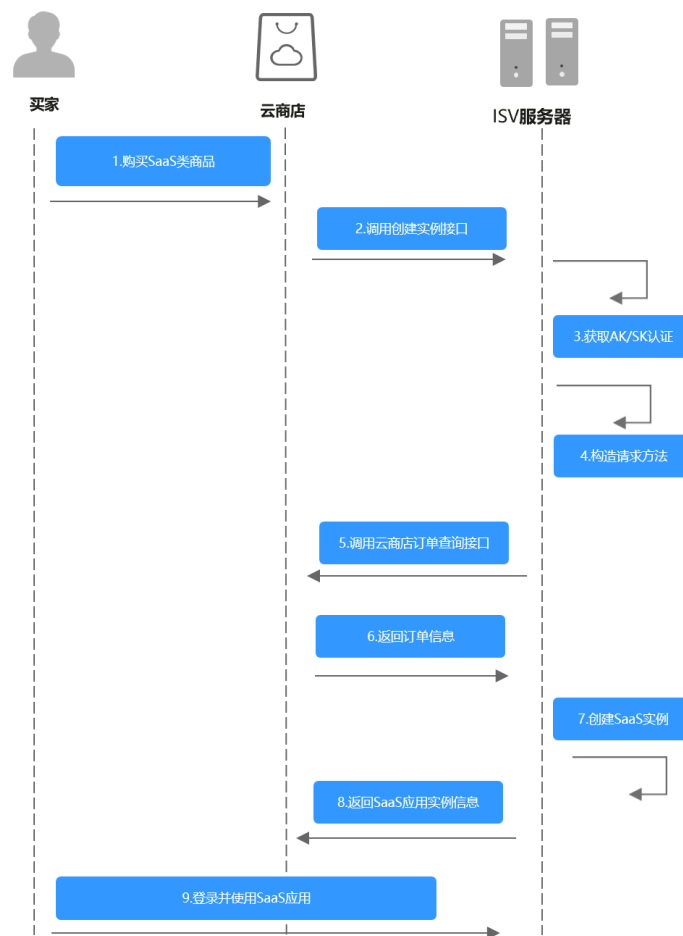 买家
云商店
ISV服务器
1.购买SaaS类商品
2.调用创建实例接口
3.获取AK/SK认证
4.构造请求方法
5.调用云商店订单查询接口
6.返回订单信息
7.创建SaaS实例
8.返回SaaS应用实例信息
9.登录并使用SaaS应用